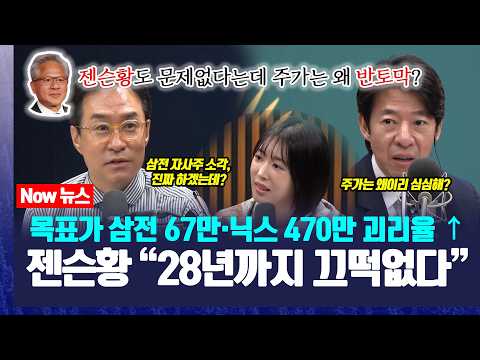 젠슨황도 문제없다는데 주가는 왜 반토막?
삼전 자사주 소각,
진짜 하겠는데?
주가는 왜이리 심심해?
Now 뉴스
목표가 삼전 67만·닉스 470만 괴리율 ↑
젠슨황 “28년까지 끄떡없다”